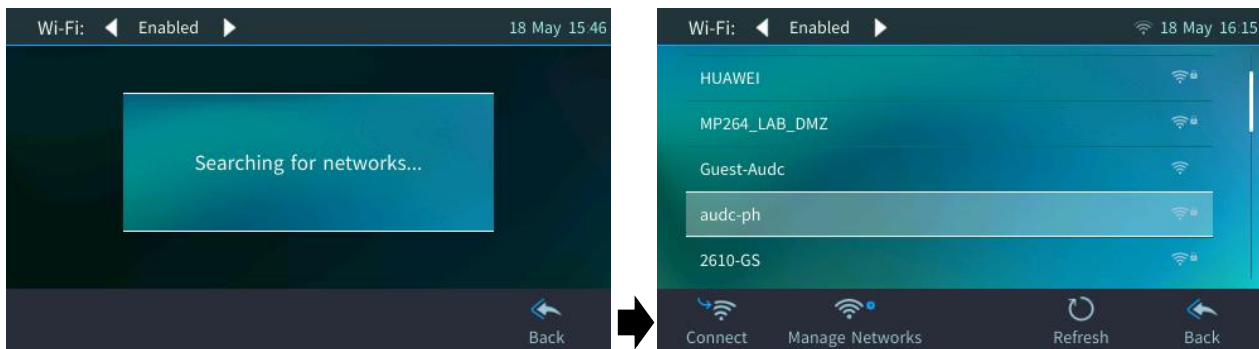 Wi-Fi: Enabled 18 May 15:46
Searching for networks...
Back
Wi-Fi: Enabled 18 May 16:15
HUAWEI
MP264_LAB_DMZ
Guest-Audc
audc-ph
2610-GS
Connect Manage Networks Refresh Back